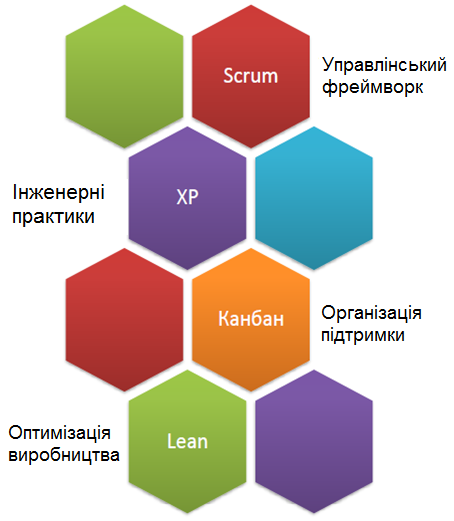 Scrum
Управлінський
фреймворк
Інженерні
практики
XP
Канбан
Організація
підтримки
Оптимізація
виробництва
Lean